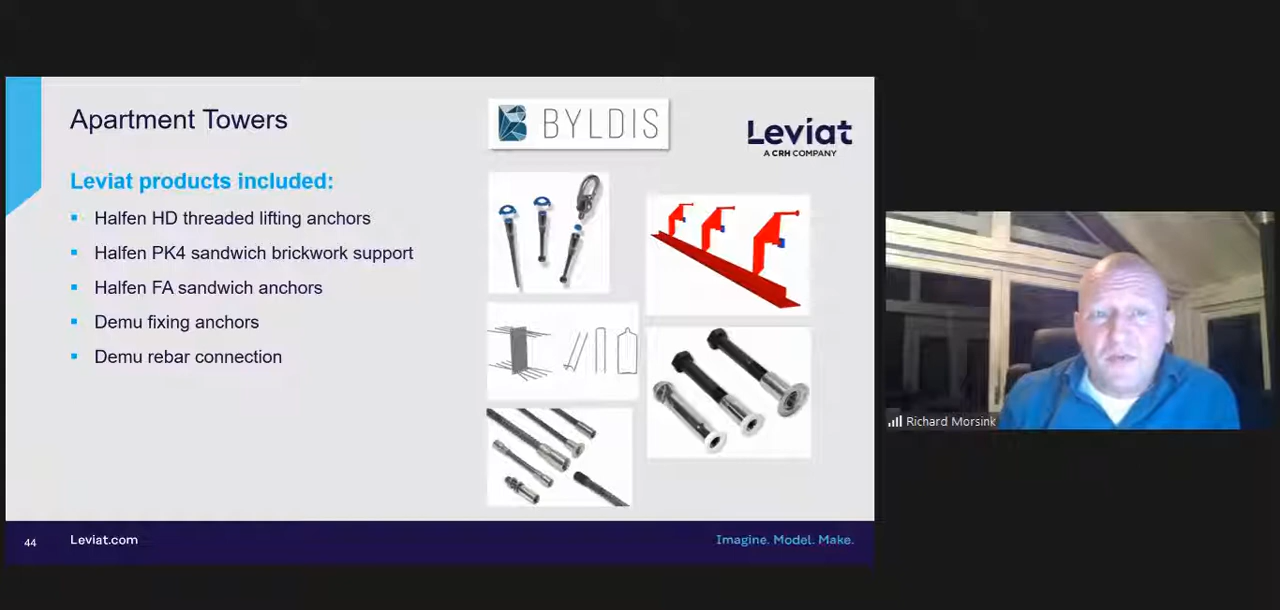 Apartment Towers
BYLDIS
Leviat
A CRH COMPANY
Leviat products included:
Halfen HD threaded lifting anchors
Halfen PK4 sandwich brickwork support
Halfen FA sandwich anchors
Demu fixing anchors
Demu rebar connection
Richard Morsink
44
Leviat.com
Imagine. Model. Make.